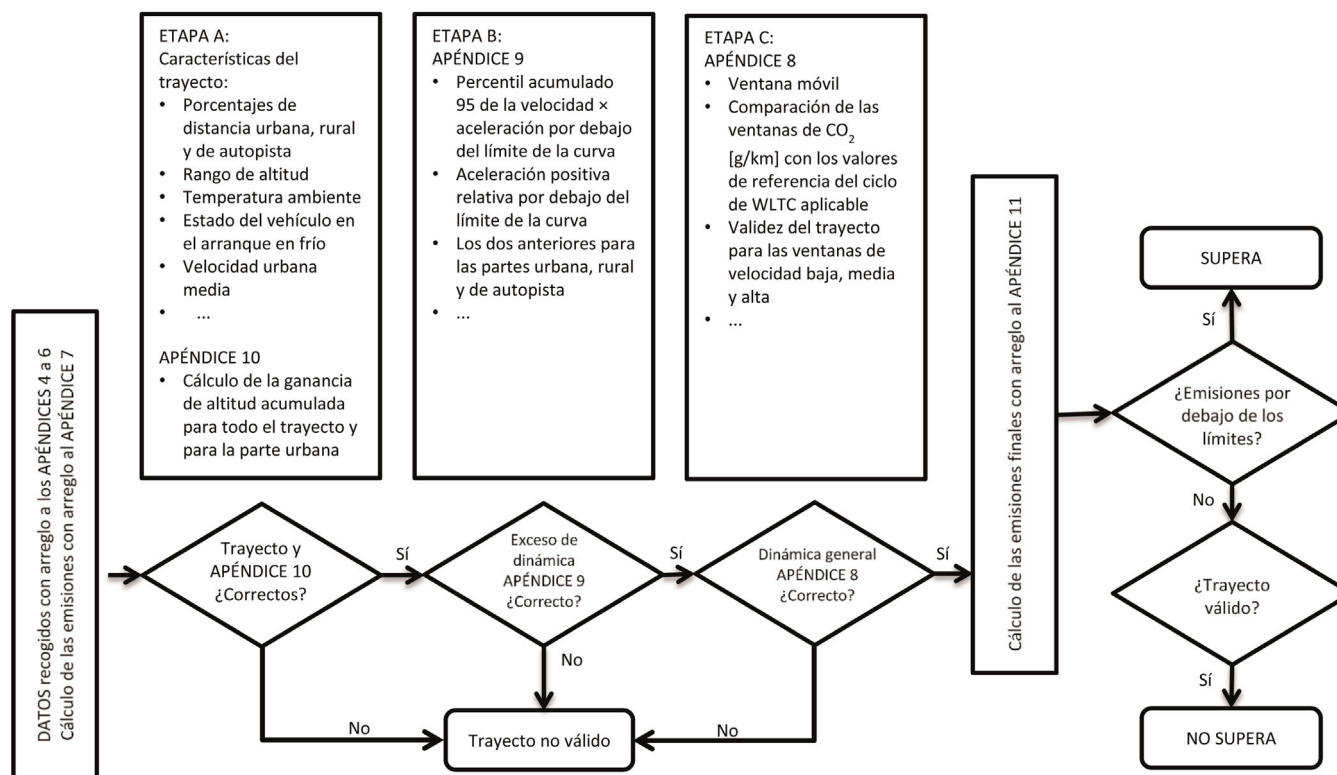 ETAPA A:
Características del
trayecto:
• Porcentajes de
distancia urbana, rural
y de autopista
• Rango de altitud
• Temperatura ambiente
• Estado del vehículo en
el arranque en frío
• Velocidad urbana
media
• ...
APÉNDICE 10
• Cálculo de la ganancia
de altitud acumulada
para todo el trayecto y
para la parte urbana
ETAPA B:
APÉNDICE 9
• Percentil acumulado
95 de la velocidad ×
aceleración por debajo
del límite de la curva
• Aceleración positiva
relativa por debajo del
límite de la curva
• Los dos anteriores para
las partes urbana, rural
y de autopista
• ...
ETAPA C:
APÉNDICE 8
• Ventana móvil
• Comparación de las
ventanas de CO₂
[g/km] con los valores
de referencia del ciclo
de WLTC aplicable
• Validez del trayecto
para las ventanas de
velocidad baja, media
y alta
• ...
DATOS recogidos con arreglo a los APÉNDICES 4 a 6
Cálculo de las emisiones con arreglo al APÉNDICE 7
Trayecto y
APÉNDICE 10
¿Correctos?
Sí
No
Exceso de
dinámica
APÉNDICE 9
¿Correcto?
Sí
No
Dinámica general
APÉNDICE 8
¿Correcto?
Sí
No
Trayecto no válido
Cálculo de las emisiones finales con arreglo al APÉNDICE 11
SUPERA
Sí
¿Emisiones por
debajo de los
límites?
No
¿Trayecto
válido?
Sí
NO SUPERA